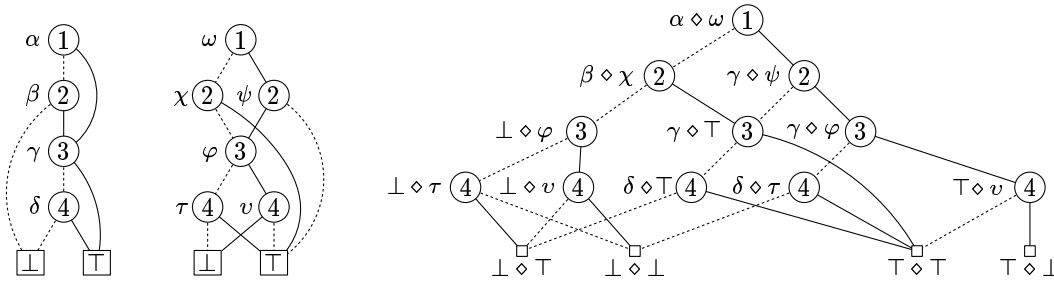 α 1
β 2
γ 3
δ 4
⊥ ⊤
ω 1
χ 2 ψ 2
φ 3
τ 4 υ 4
⊥ ⊤
α ⋄ ω 1
β ⋄ χ 2 γ ⋄ ψ 2
⊥ ⋄ φ 3 γ ⋄ ⊤ 3 γ ⋄ φ 3
⊥ ⋄ τ 4 ⊥ ⋄ υ 4 δ ⋄ ⊤ 4 δ ⋄ τ 4 ⊤ ⋄ υ 4
⊥ ⋄ ⊤ ⊥ ⋄ ⊥ ⊤ ⋄ ⊤ ⊤ ⋄ ⊥